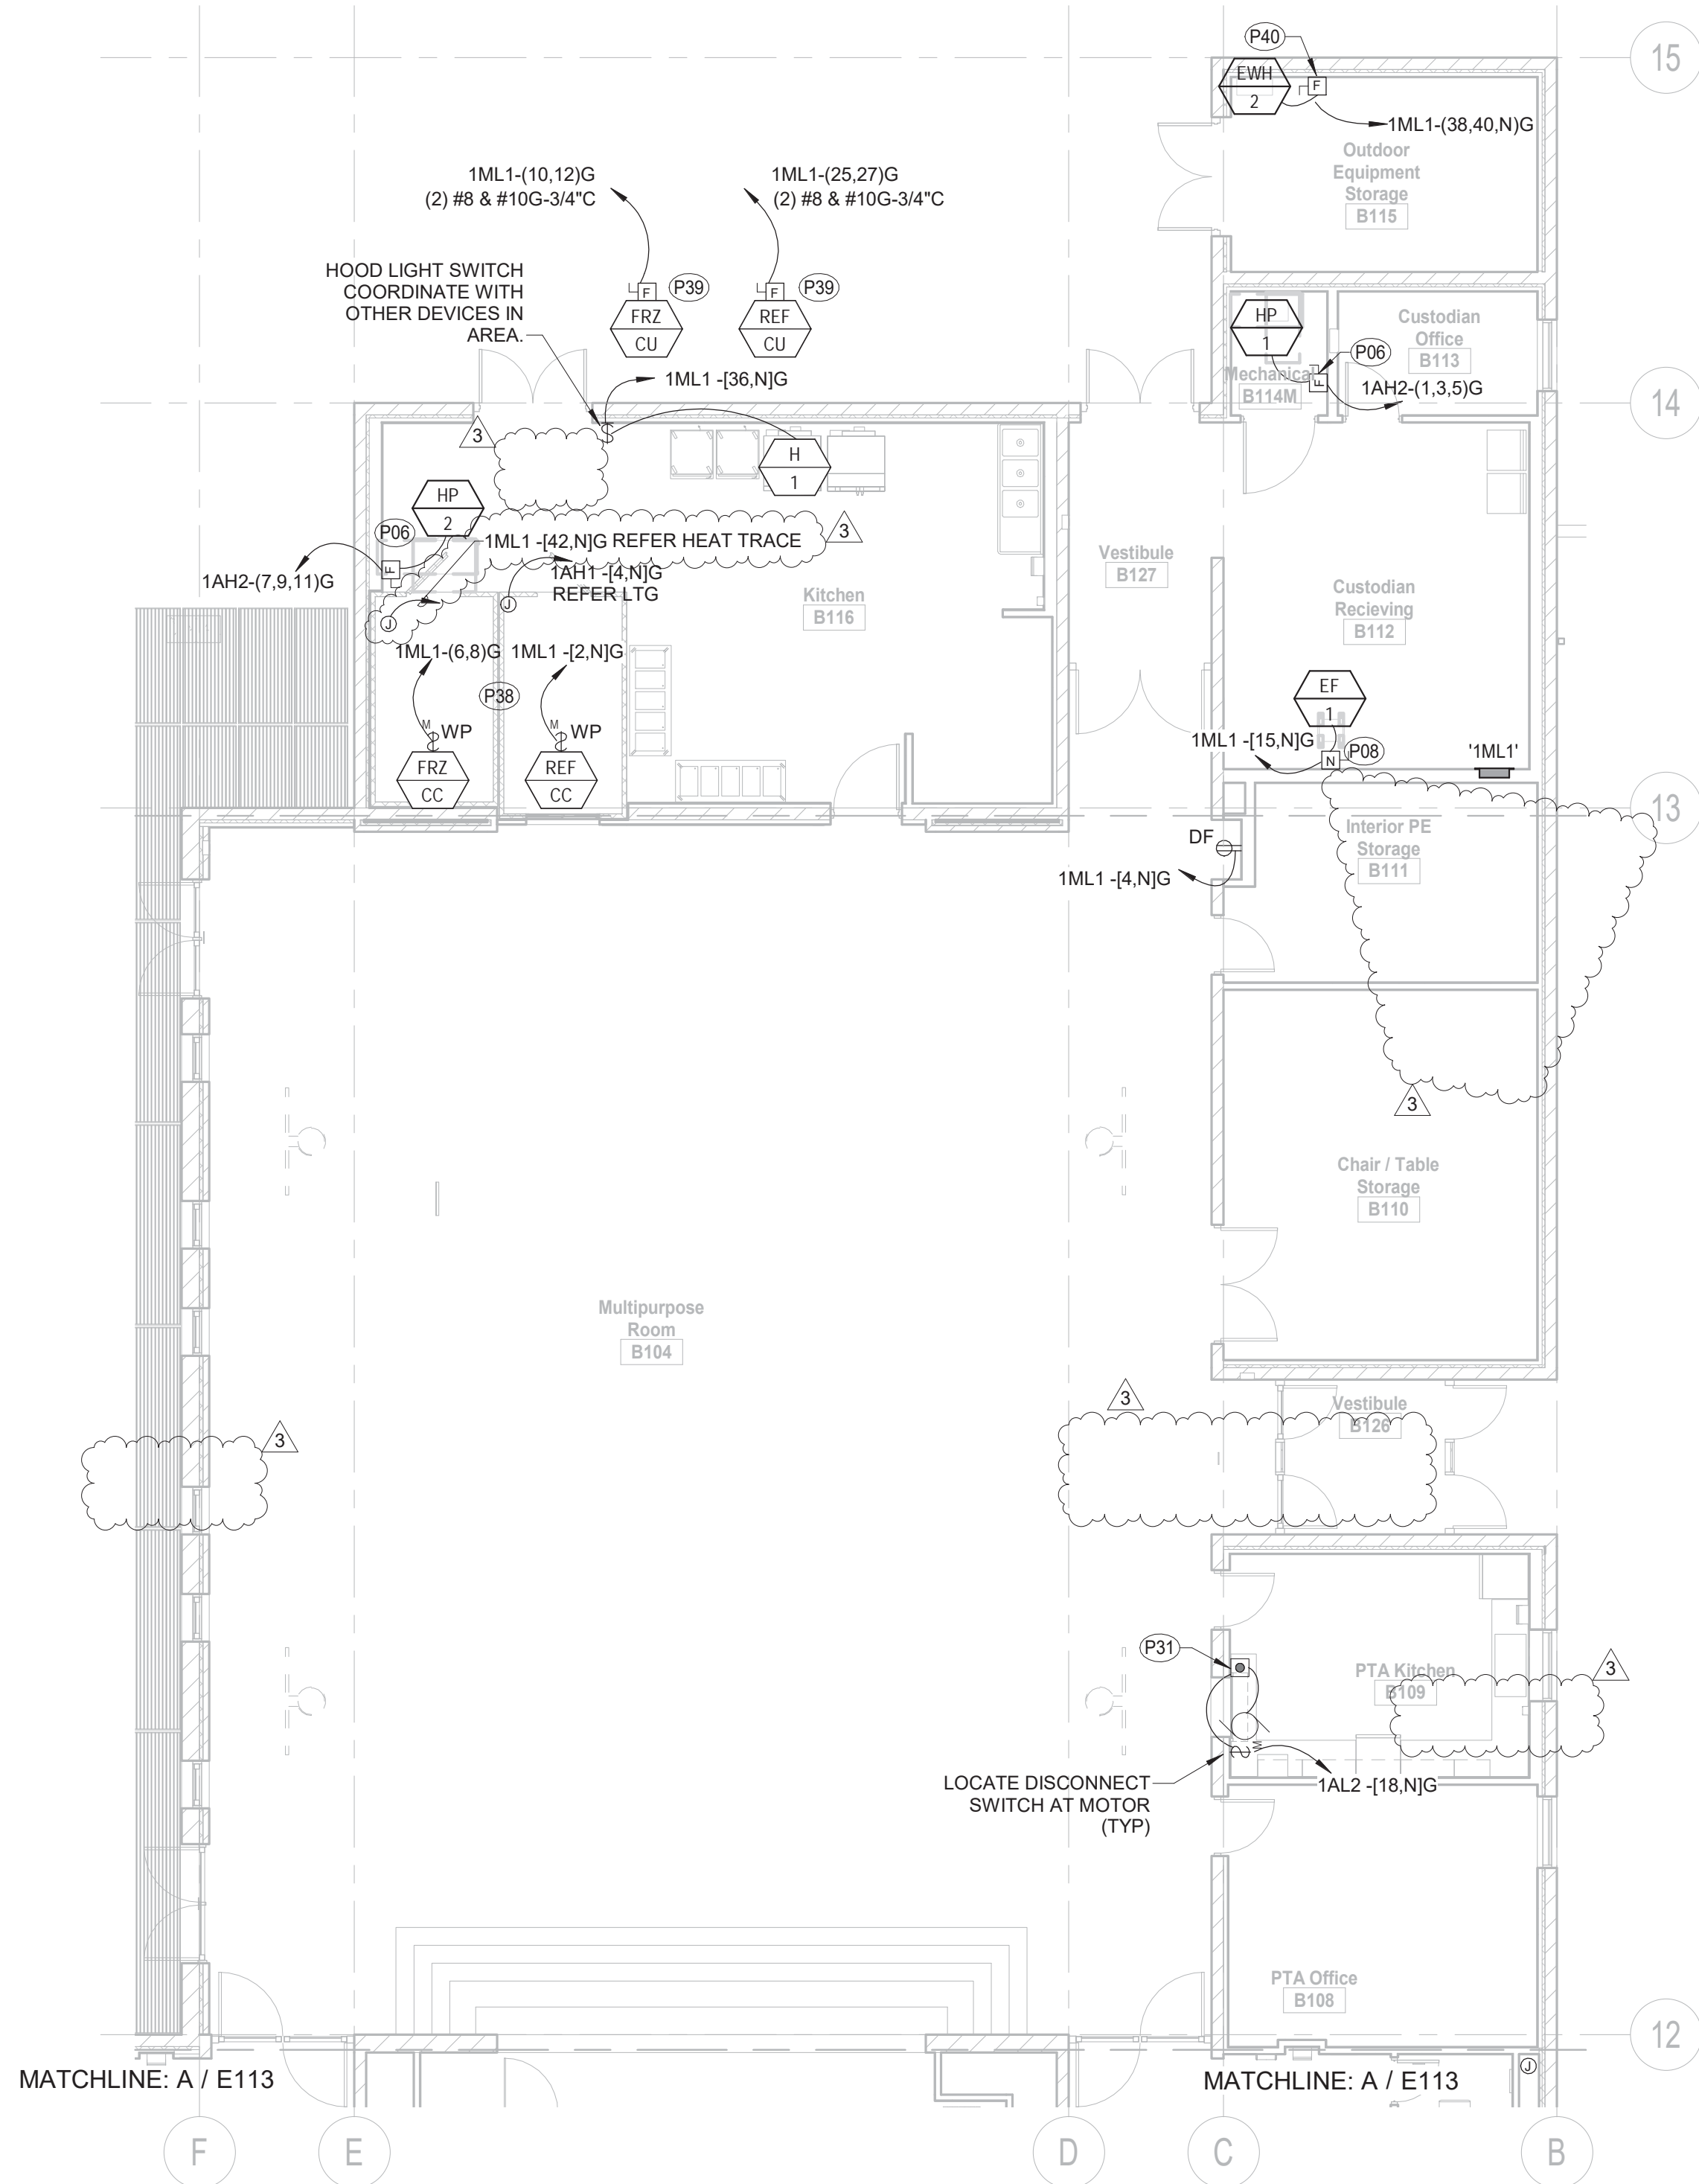 15
P40
EWH
2
F
1ML1-(38,40,N)G
Outdoor
Equipment
Storage
B115
1ML1-(10,12)G
(2) #8 & #10G-3/4"C
1ML1-(25,27)G
(2) #8 & #10G-3/4"C
HOOD LIGHT SWITCH
COORDINATE WITH
OTHER DEVICES IN
AREA.
F
P39
FRZ
CU
F
P39
REF
CU
HP
1
Custodian
Office
B113
P06
F
Mechanical
B114M
1AH2-(1,3,5)G
1ML1 -[36,N]G
14
3
H
1
HP
2
P06
F
1ML1 -[42,N]G REFER HEAT TRACE
3
1AH2-(7,9,11)G
1AH1 -[4,N]G
REFER LTG
J
J
Vestibule
B127
Kitchen
B116
Custodian
Recieving
B112
1ML1-(6,8)G
1ML1 -[2,N]G
P38
M
WP
M
WP
FRZ
CC
REF
CC
EF
1
1ML1 -[15,N]G
N
P08
'1ML1'
13
Interior PE
Storage
B111
DF
1ML1 -[4,N]G
3
Chair / Table
Storage
B110
Multipurpose
Room
B104
3
Vestibule
B126
3
P31
PTA Kitchen
B109
3
M
LOCATE DISCONNECT
SWITCH AT MOTOR
(TYP)
1AL2 -[18,N]G
PTA Office
B108
12
J
MATCHLINE: A / E113
MATCHLINE: A / E113
F
E
D
C
B